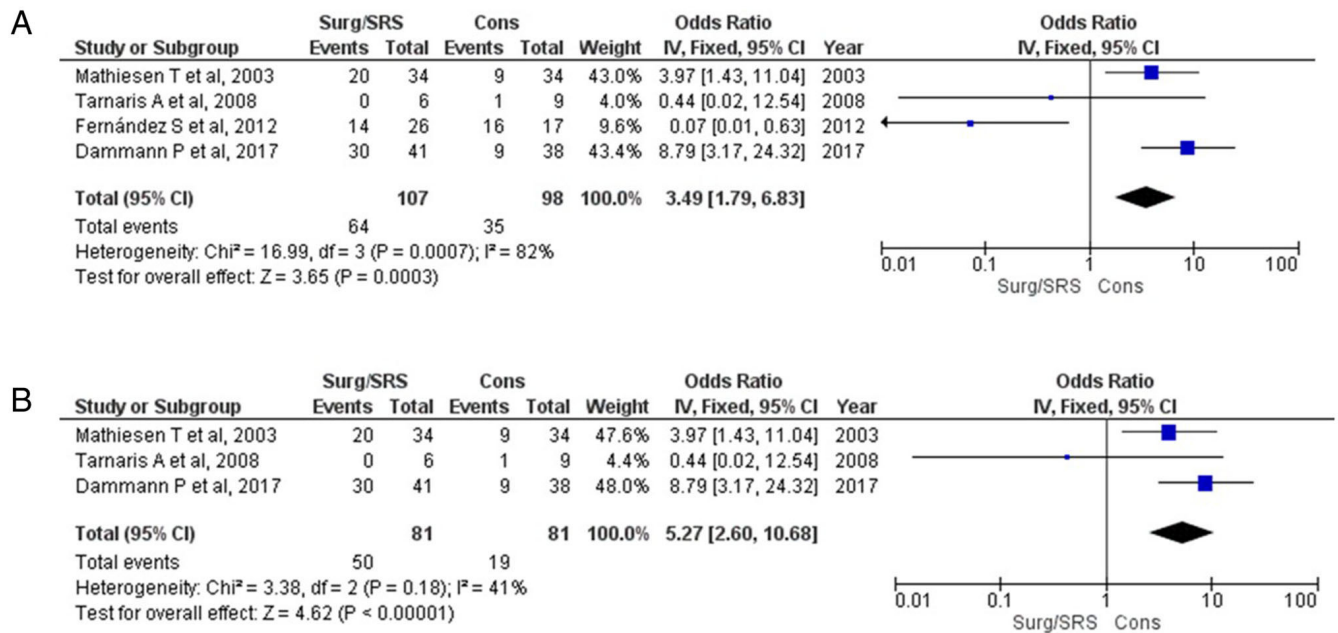 A
Surg/SRS Cons Odds Ratio Odds Ratio
Study or Subgroup Events Total Events Total Weight IV, Fixed, 95% CI Year IV, Fixed, 95% CI
Mathiesen T et al, 2003 20 34 9 34 43.0% 3.97 [1.43, 11.04] 2003
Tarnaris A et al, 2008 0 6 1 9 4.0% 0.44 [0.02, 12.54] 2008
Fernández S et al, 2012 14 26 16 17 9.6% 0.07 [0.01, 0.63] 2012
Dammann P et al, 2017 30 41 9 38 43.4% 8.79 [3.17, 24.32] 2017
Total (95% CI) 107 98 100.0% 3.49 [1.79, 6.83]
Total events 64 35
Heterogeneity: Chi² = 16.99, df = 3 (P = 0.0007); I² = 82%
Test for overall effect: Z = 3.65 (P = 0.0003)
0.01 0.1 1 10 100
Surg/SRS Cons
B
Surg/SRS Cons Odds Ratio Odds Ratio
Study or Subgroup Events Total Events Total Weight IV, Fixed, 95% CI Year IV, Fixed, 95% CI
Mathiesen T et al, 2003 20 34 9 34 47.6% 3.97 [1.43, 11.04] 2003
Tarnaris A et al, 2008 0 6 1 9 4.4% 0.44 [0.02, 12.54] 2008
Dammann P et al, 2017 30 41 9 38 48.0% 8.79 [3.17, 24.32] 2017
Total (95% CI) 81 81 100.0% 5.27 [2.60, 10.68]
Total events 50 19
Heterogeneity: Chi² = 3.38, df = 2 (P = 0.18); I² = 41%
Test for overall effect: Z = 4.62 (P < 0.00001)
0.01 0.1 1 10 100
Surg/SRS Cons